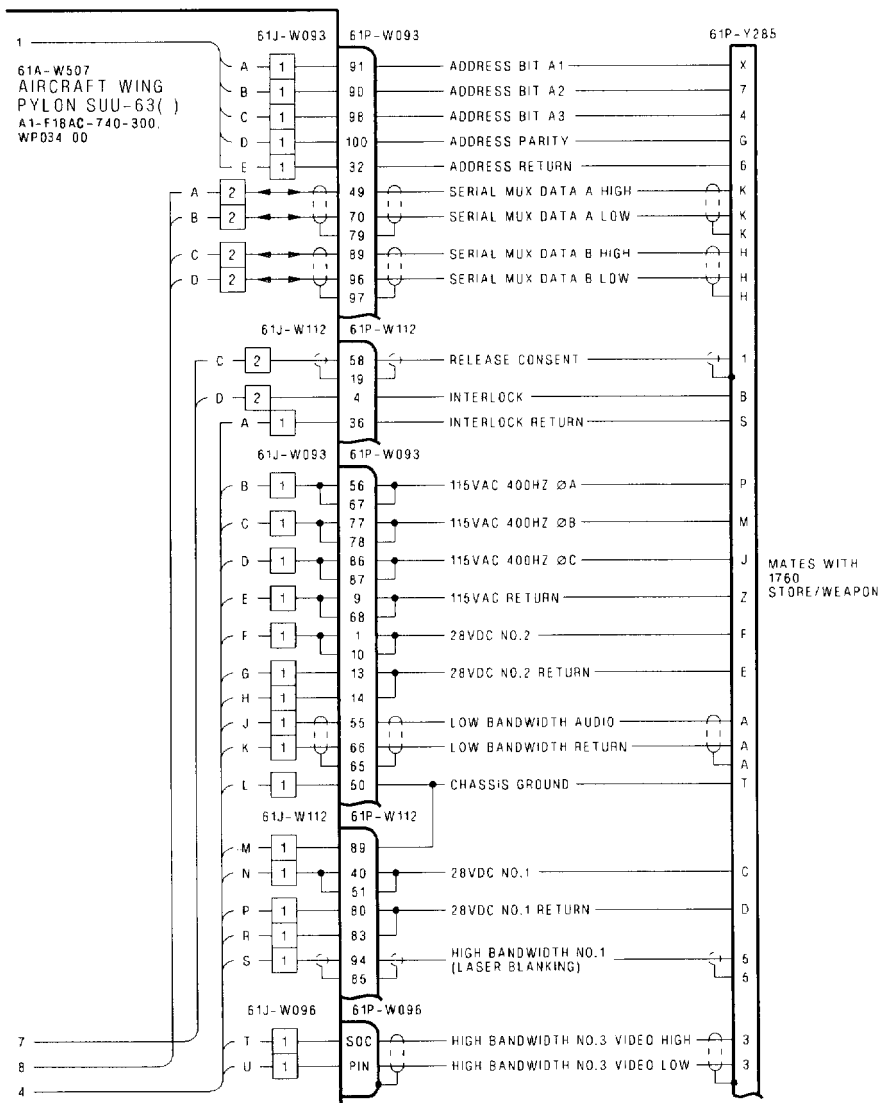 61J-W093 61P-W093 61P-Y285
1
61A-W507
AIRCRAFT WING
PYLON SUU-63( )
A1-F18AC-740-300,
WP034 00
A 1 91 ADDRESS BIT A1 X
B 1 90 ADDRESS BIT A2 7
C 1 98 ADDRESS BIT A3 4
D 1 100 ADDRESS PARITY G
E 1 32 ADDRESS RETURN 6
A 2 49 SERIAL MUX DATA A HIGH K
B 2 70 SERIAL MUX DATA A LOW K
79 K
C 2 89 SERIAL MUX DATA B HIGH H
D 2 96 SERIAL MUX DATA B LOW H
97 H
61J-W112 61P-W112
C 2 58 RELEASE CONSENT 1
19
D 2 4 INTERLOCK B
A 1 36 INTERLOCK RETURN S
61J-W093 61P-W093
B 1 56 115VAC 400HZ ØA P
67
C 1 77 115VAC 400HZ ØB M
78
D 1 86 115VAC 400HZ ØC J
87
MATES WITH
1760
STORE/WEAPON
E 1 9 115VAC RETURN Z
68
F 1 1 28VDC NO.2 F
10
G 1 13 28VDC NO.2 RETURN E
H 1 14
J 1 55 LOW BANDWIDTH AUDIO A
K 1 66 LOW BANDWIDTH RETURN A
65 A
L 1 50 CHASSIS GROUND T
61J-W112 61P-W112
M 1 89
N 1 40 28VDC NO.1 C
51
P 1 80 28VDC NO.1 RETURN D
R 1 83
S 1 94 HIGH BANDWIDTH NO.1 5
(LASER BLANKING)
85 5
61J-W096 61P-W096
7 T 1 SOC HIGH BANDWIDTH NO.3 VIDEO HIGH 3
8 U 1 PIN HIGH BANDWIDTH NO.3 VIDEO LOW 3
4